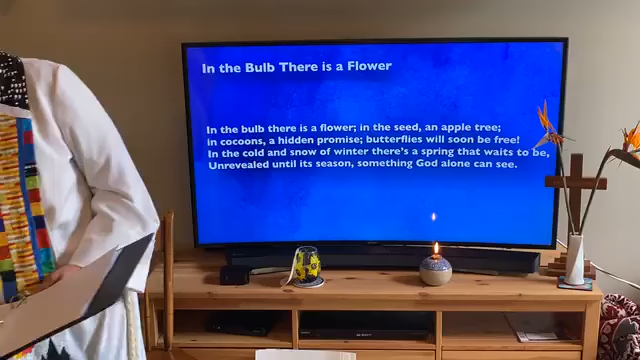 In the Bulb There is a Flower
In the bulb there is a flower; in the seed, an apple tree;
in cocoons, a hidden promise; butterflies will soon be free!
In the cold and snow of winter there's a spring that waits to be,
Unrevealed until its season, something God alone can see.